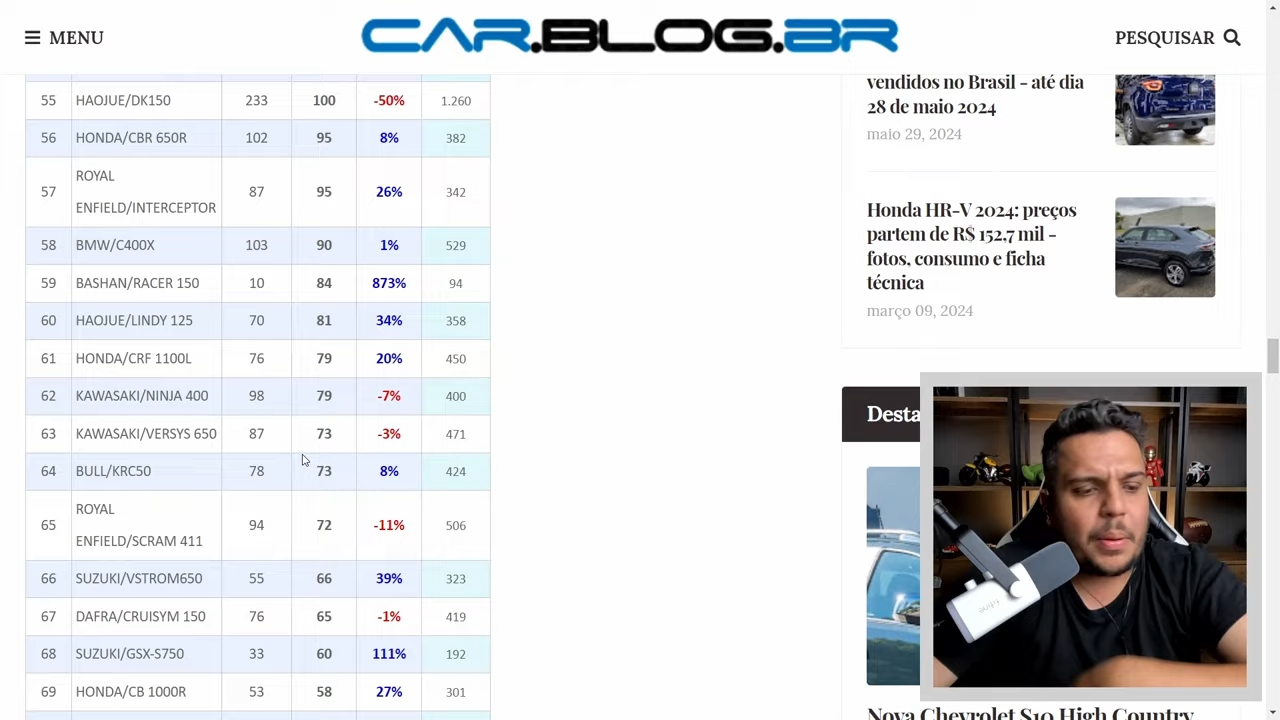 MENU
CAR.BLOG.BR
PESQUISAR
55 HAOJUE/DK150 233 100 -50% 1.260
56 HONDA/CBR 650R 102 95 8% 382
57 ROYAL ENFIELD/INTERCEPTOR 87 95 26% 342
58 BMW/C400X 103 90 1% 529
59 BASHAN/RACER 150 10 84 873% 94
60 HAOJUE/LINDY 125 70 81 34% 358
61 HONDA/CRF 1100L 76 79 20% 450
62 KAWASAKI/NINJA 400 98 79 -7% 400
63 KAWASAKI/VERSYS 650 87 73 -3% 471
64 BULL/KRC50 78 73 8% 424
65 ROYAL ENFIELD/SCRAM 411 94 72 -11% 506
66 SUZUKI/VSTROM650 55 66 39% 323
67 DAFRA/CRUISYM 150 76 65 -1% 419
68 SUZUKI/GSX-S750 33 60 111% 192
69 HONDA/CB 1000R 53 58 27% 301
vendidos no Brasil - até dia
28 de maio 2024
maio 29, 2024
Honda HR-V 2024: preços
partem de R$ 152,7 mil -
fotos, consumo e ficha
técnica
março 09, 2024
Desta
Nova Chevrolet S10 High Country